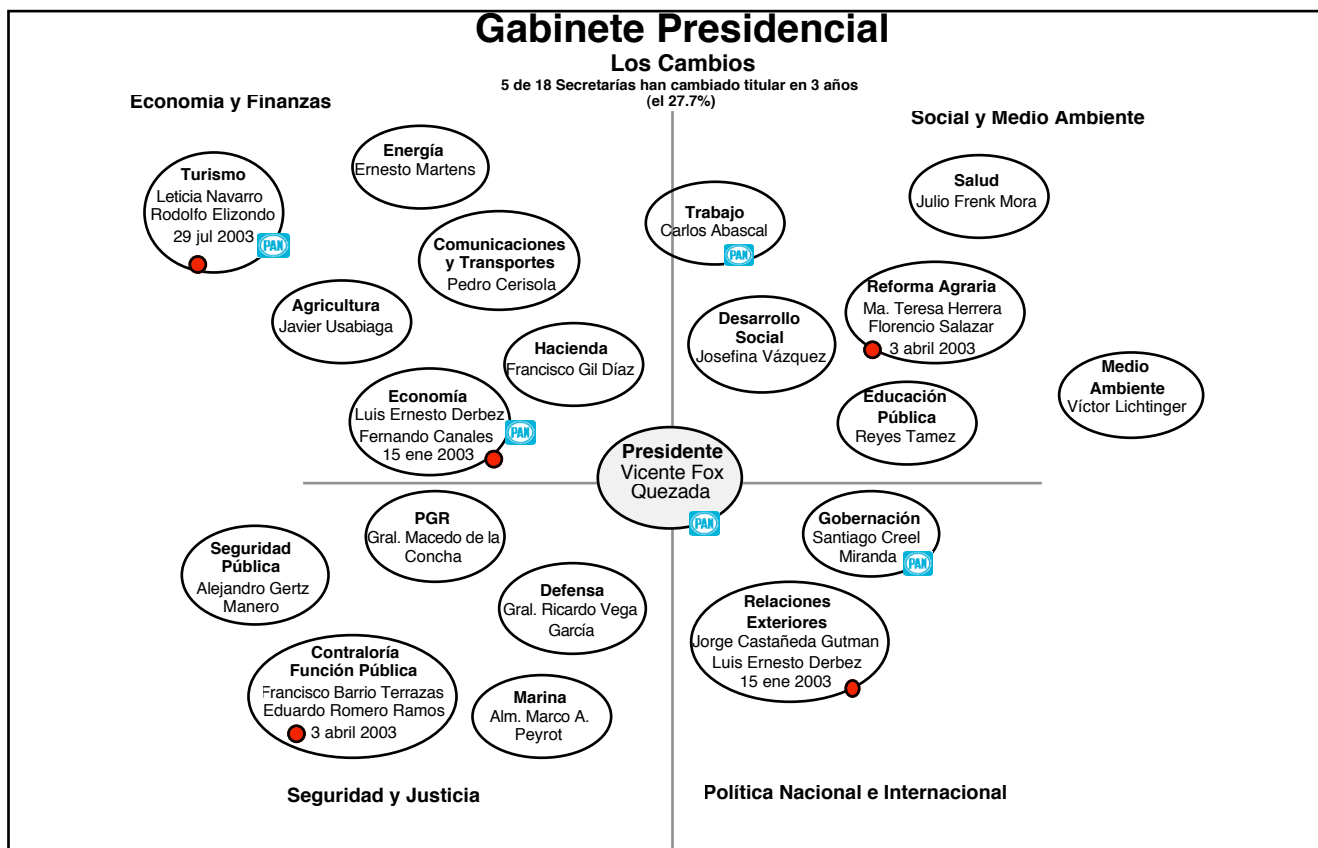 Gabinete Presidencial
Los Cambios
5 de 18 Secretarías han cambiado titular en 3 años
(el 27.7%)
Economía y Finanzas
Social y Medio Ambiente
Turismo
Leticia Navarro
Rodolfo Elizondo
29 jul 2003
PAN
Energía
Ernesto Martens
Comunicaciones
y Transportes
Pedro Cerisola
Agricultura
Javier Usabiaga
Hacienda
Francisco Gil Díaz
Economía
Luis Ernesto Derbez
Fernando Canales
15 ene 2003
PAN
Trabajo
Carlos Abascal
PAN
Salud
Julio Frenk Mora
Desarrollo
Social
Josefina Vázquez
Reforma Agraria
Ma. Teresa Herrera
Florencio Salazar
3 abril 2003
Medio
Ambiente
Víctor Lichtinger
Educación
Pública
Reyes Tamez
Presidente
Vicente Fox
Quezada
PAN
PGR
Gral. Macedo de la
Concha
Seguridad
Pública
Alejandro Gertz
Manero
Defensa
Gral. Ricardo Vega
García
Contraloría
Función Pública
Francisco Barrio Terrazas
Eduardo Romero Ramos
3 abril 2003
Marina
Alm. Marco A.
Peyrot
Gobernación
Santiago Creel
Miranda
PAN
Relaciones
Exteriores
Jorge Castañeda Gutman
Luis Ernesto Derbez
15 ene 2003
Seguridad y Justicia
Política Nacional e Internacional